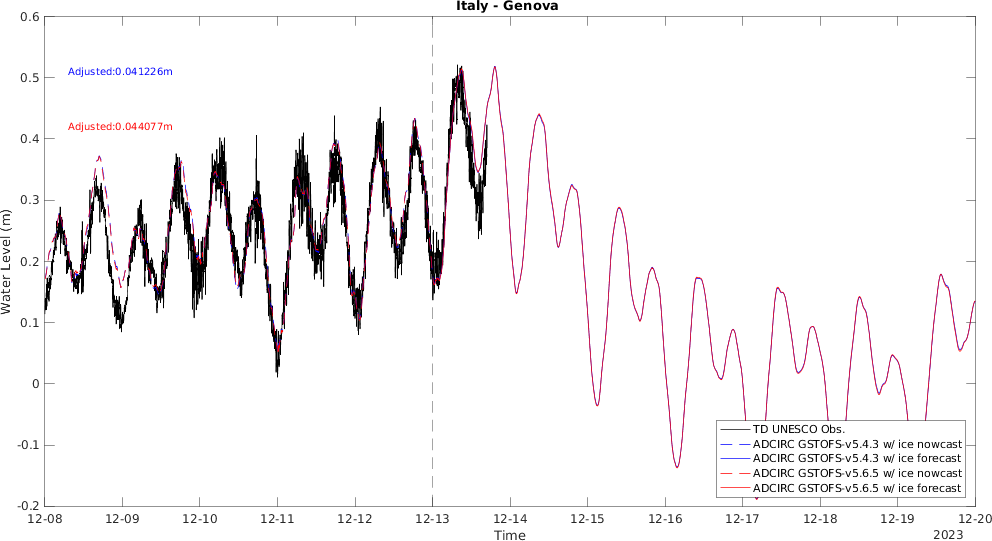 Italy - Genova
0.6
0.5
0.4
0.3
0.2
0.1
0
-0.1
-0.2
Water Level (m)
Adjusted:0.041226m
Adjusted:0.044077m
TD UNESCO Obs.
ADCIRC GSTOFS-v5.4.3 w/ ice nowcast
ADCIRC GSTOFS-v5.4.3 w/ ice forecast
ADCIRC GSTOFS-v5.6.5 w/ ice nowcast
ADCIRC GSTOFS-v5.6.5 w/ ice forecast
12-08 12-09 12-10 12-11 12-12 12-13 12-14 12-15 12-16 12-17 12-18 12-19 12-20
Time
2023